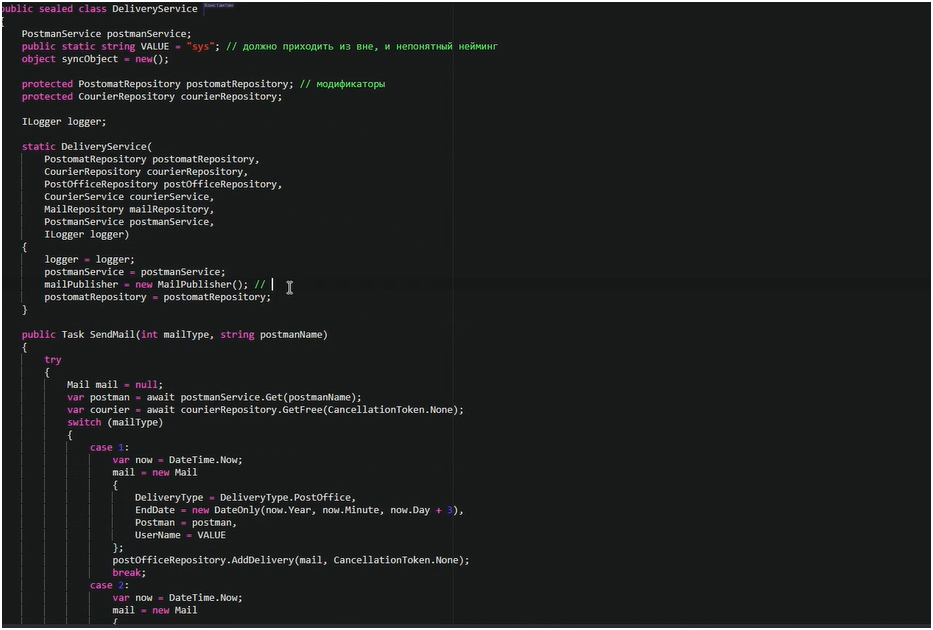 public sealed class DeliveryService
{
PostmanService postmanService;
public static string VALUE = "sys"; // должно приходить из вне, и непонятный нейминг
object syncObject = new();
protected PostomatRepository postomatRepository; // модификаторы
protected CourierRepository courierRepository;
ILogger logger;
static DeliveryService(
PostomatRepository postomatRepository,
CourierRepository courierRepository,
PostOfficeRepository postOfficeRepository,
CourierService courierService,
MailRepository mailRepository,
PostmanService postmanService,
ILogger logger)
{
logger = logger;
postmanService = postmanService;
mailPublisher = new MailPublisher(); //
postomatRepository = postomatRepository;
}
public Task SendMail(int mailType, string postmanName)
{
try
{
Mail mail = null;
var postman = await postmanService.Get(postmanName);
var courier = await courierRepository.GetFree(CancellationToken.None);
switch (mailType)
{
case 1:
var now = DateTime.Now;
mail = new Mail
{
DeliveryType = DeliveryType.PostOffice,
EndDate = new DateOnly(now.Year, now.Minute, now.Day + 3),
Postman = postman,
UserName = VALUE
};
postOfficeRepository.AddDelivery(mail, CancellationToken.None);
break;
case 2:
var now = DateTime.Now;
mail = new Mail
{